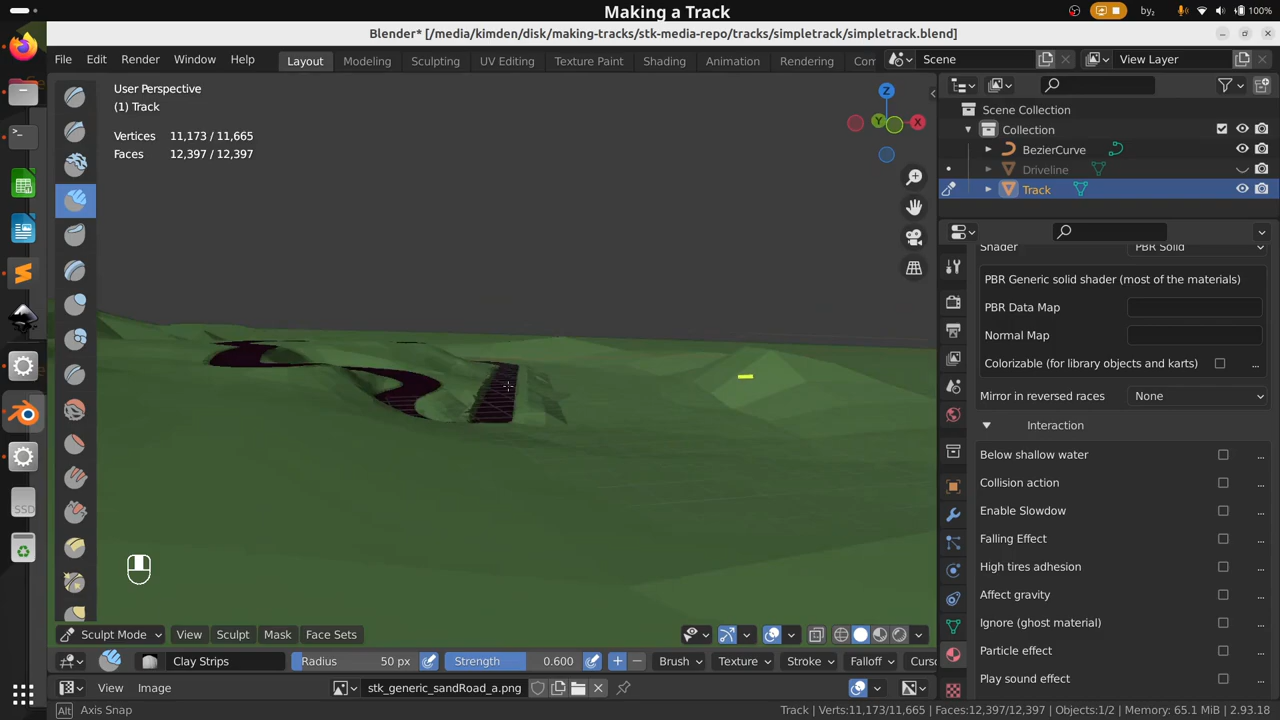 Making a Track
by₂
100%
Blender* [/media/kimden/disk/making-tracks/stk-media-repo/tracks/simpletrack/simpletrack.blend]
File Edit Render Window Help
Layout Modeling Sculpting UV Editing Texture Paint Shading Animation Rendering Com
Scene
View Layer
User Perspective
(1) Track
Vertices 11,173 / 11,665
Faces 12,397 / 12,397
Z
Y
X
Scene Collection
Collection
BezierCurve
Driveline
Track
Shader PBR Solid
PBR Generic solid shader (most of the materials)
PBR Data Map
Normal Map
Colorizable (for library objects and karts) ...
Mirror in reversed races None
Interaction
Below shallow water ...
Collision action ...
Enable Slowdow ...
Falling Effect ...
High tires adhesion ...
Affect gravity ...
Ignore (ghost material) ...
Particle effect ...
Play sound effect ...
SSD
Sculpt Mode View Sculpt Mask Face Sets
Clay Strips Radius 50 px Strength 0.600 Brush Texture Stroke Falloff Curso
View Image stk_generic_sandRoad_a.png
Alt Axis Snap
Track | Verts:11,173/11,665 | Faces:12,397/12,397 | Objects:1/2 | Memory: 65.1 MiB | 2.93.18